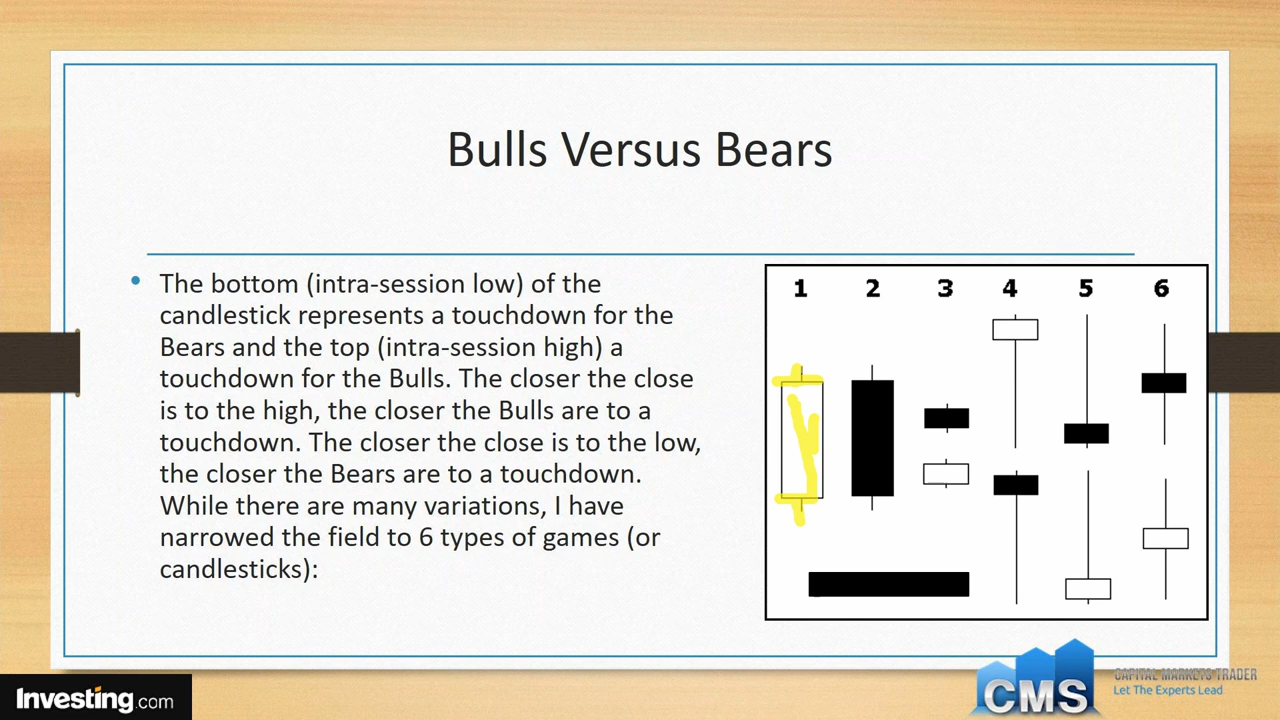 Bulls Versus Bears
• The bottom (intra-session low) of the
candlestick represents a touchdown for the
Bears and the top (intra-session high) a
touchdown for the Bulls. The closer the close
is to the high, the closer the Bulls are to a
touchdown. The closer the close is to the low,
the closer the Bears are to a touchdown.
While there are many variations, I have
narrowed the field to 6 types of games (or
candlesticks):
1 2 3 4 5 6
Investing.com
CMS
CAPITAL MARKETS TRADER
Let The Experts Lead